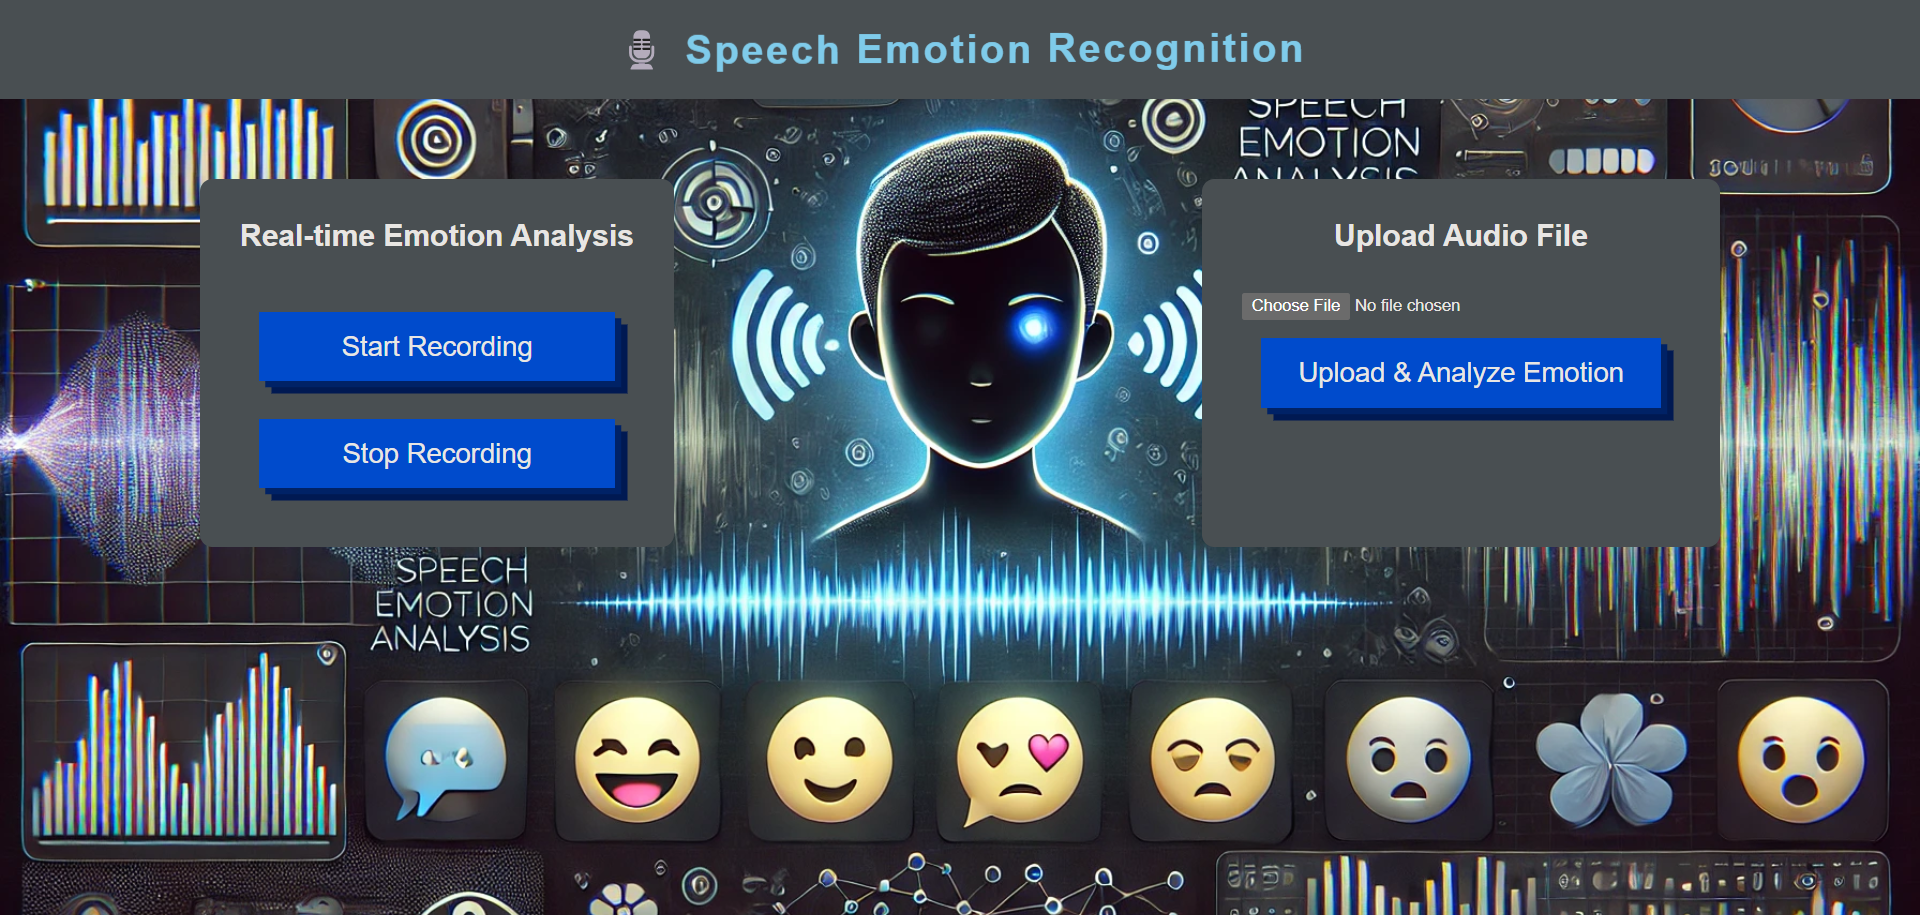 Speech Emotion Recognition
SPEECH
EMOTION
ANALYSIS
Real-time Emotion Analysis
Start Recording
Stop Recording
Upload Audio File
Choose File No file chosen
Upload & Analyze Emotion
SPEECH
EMOTION
ANALYSIS